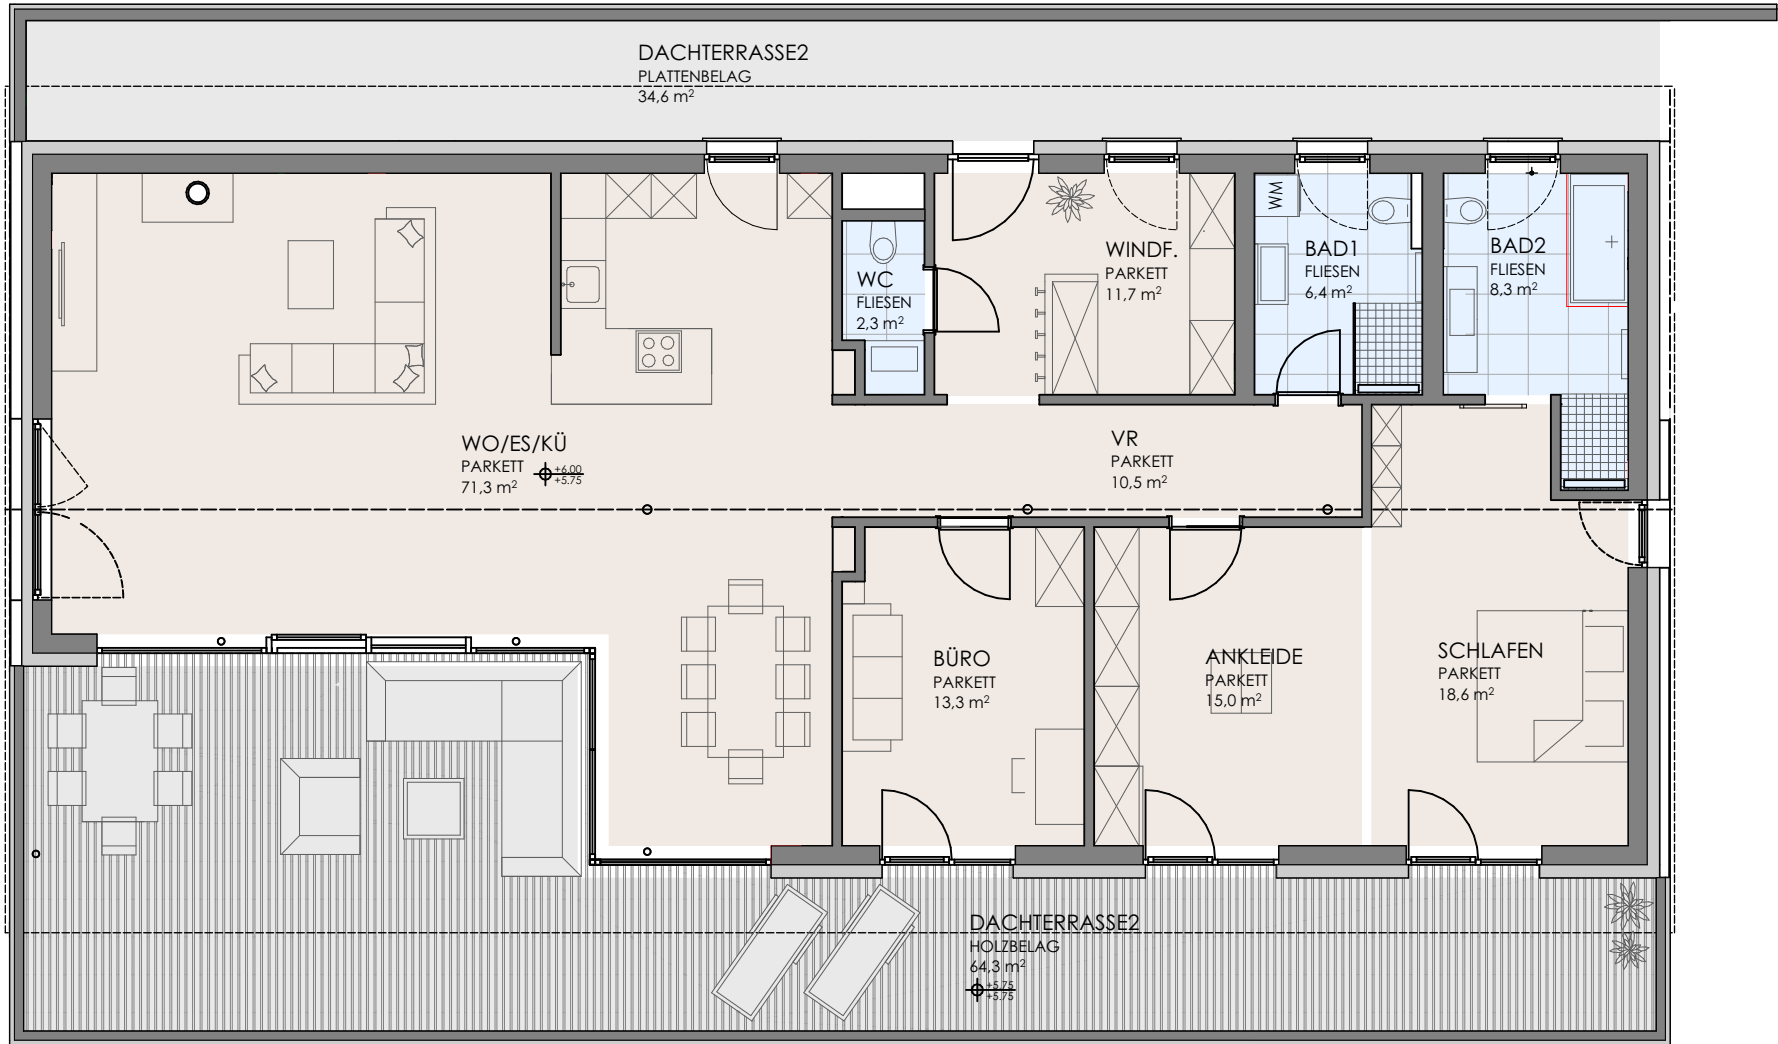 DACHTERRASSE2
PLATTENBELAG
34,6 m²
WC
FLIESEN
2,3 m²
WINDF.
PARKETT
11,7 m²
WM
BAD1
FLIESEN
6,4 m²
BAD2
FLIESEN
8,3 m²
WO/ES/KÜ
PARKETT
71,3 m²
+6.00
+5.75
VR
PARKETT
10,5 m²
BÜRO
PARKETT
13,3 m²
ANKLEIDE
PARKETT
15,0 m²
SCHLAFEN
PARKETT
18,6 m²
DACHTERRASSE2
HOLZBELAG
64,3 m²
+5.75
+5.75